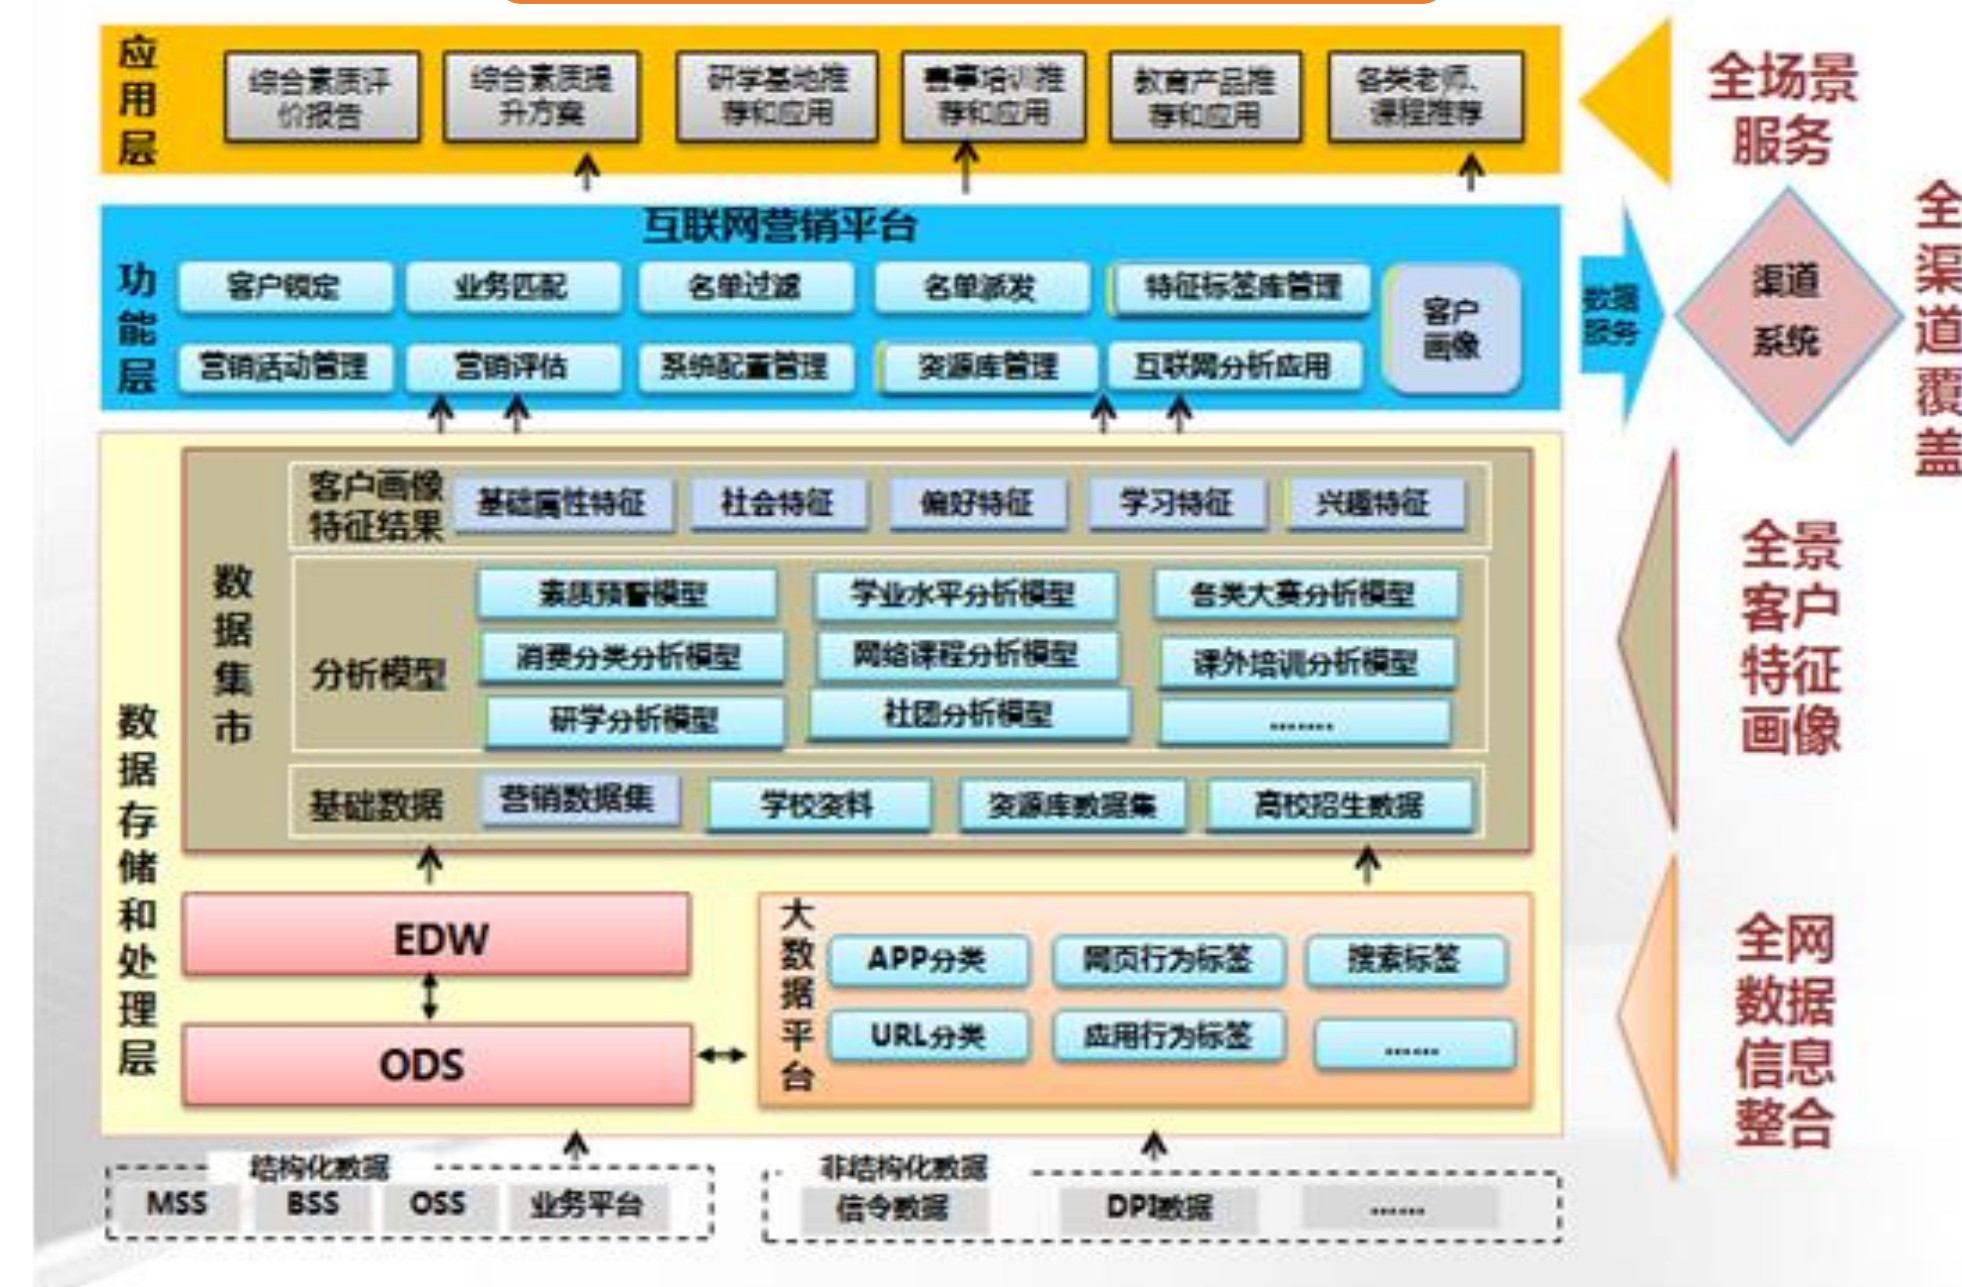 应用层
综合素质评
价报告
综合素质提
升方案
研学基地推
荐和应用
赛事培训推
荐和应用
教育产品推
荐和应用
各类老师、
课程推荐
全场景
服务
互联网营销平台
功能层
客户锁定
业务匹配
名单过滤
名单派发
特征标签库管理
客户
画像
营销活动管理
营销评估
系统配置管理
资源库管理
互联网分析应用
数据
服务
渠道
系统
全渠道覆盖
数据存储和处理层
数据集市
客户画像
特征结果
基础属性特征
社会特征
偏好特征
学习特征
兴趣特征
分析模型
素质预警模型
学业水平分析模型
各类大赛分析模型
消费分类分析模型
网络课程分析模型
课外培训分析模型
研学分析模型
社团分析模型
.......
基础数据
营销数据集
学校资料
资源库数据集
高校招生数据
全景
客户
特征
画像
EDW
ODS
大数据平台
APP分类
网页行为标签
搜索标签
URL分类
应用行为标签
......
全网
数据
信息
整合
结构化数据
MSS
BSS
OSS
业务平台
非结构化数据
信令数据
DPI数据
......